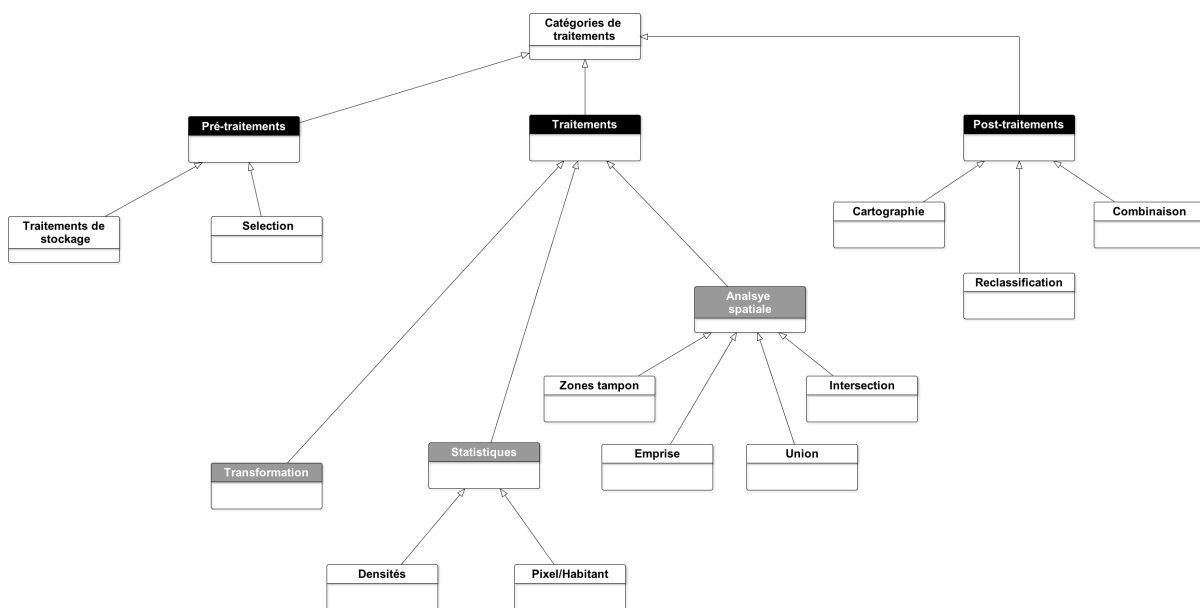 Catégories de
traitements
Pré-traitements
Traitements
Post-traitements
Traitements de
stockage
Selection
Cartographie
Combinaison
Reclassification
Analsye
spatiale
Zones tampon
Intersection
Emprise
Union
Statistiques
Transformation
Densités
Pixel/Habitant